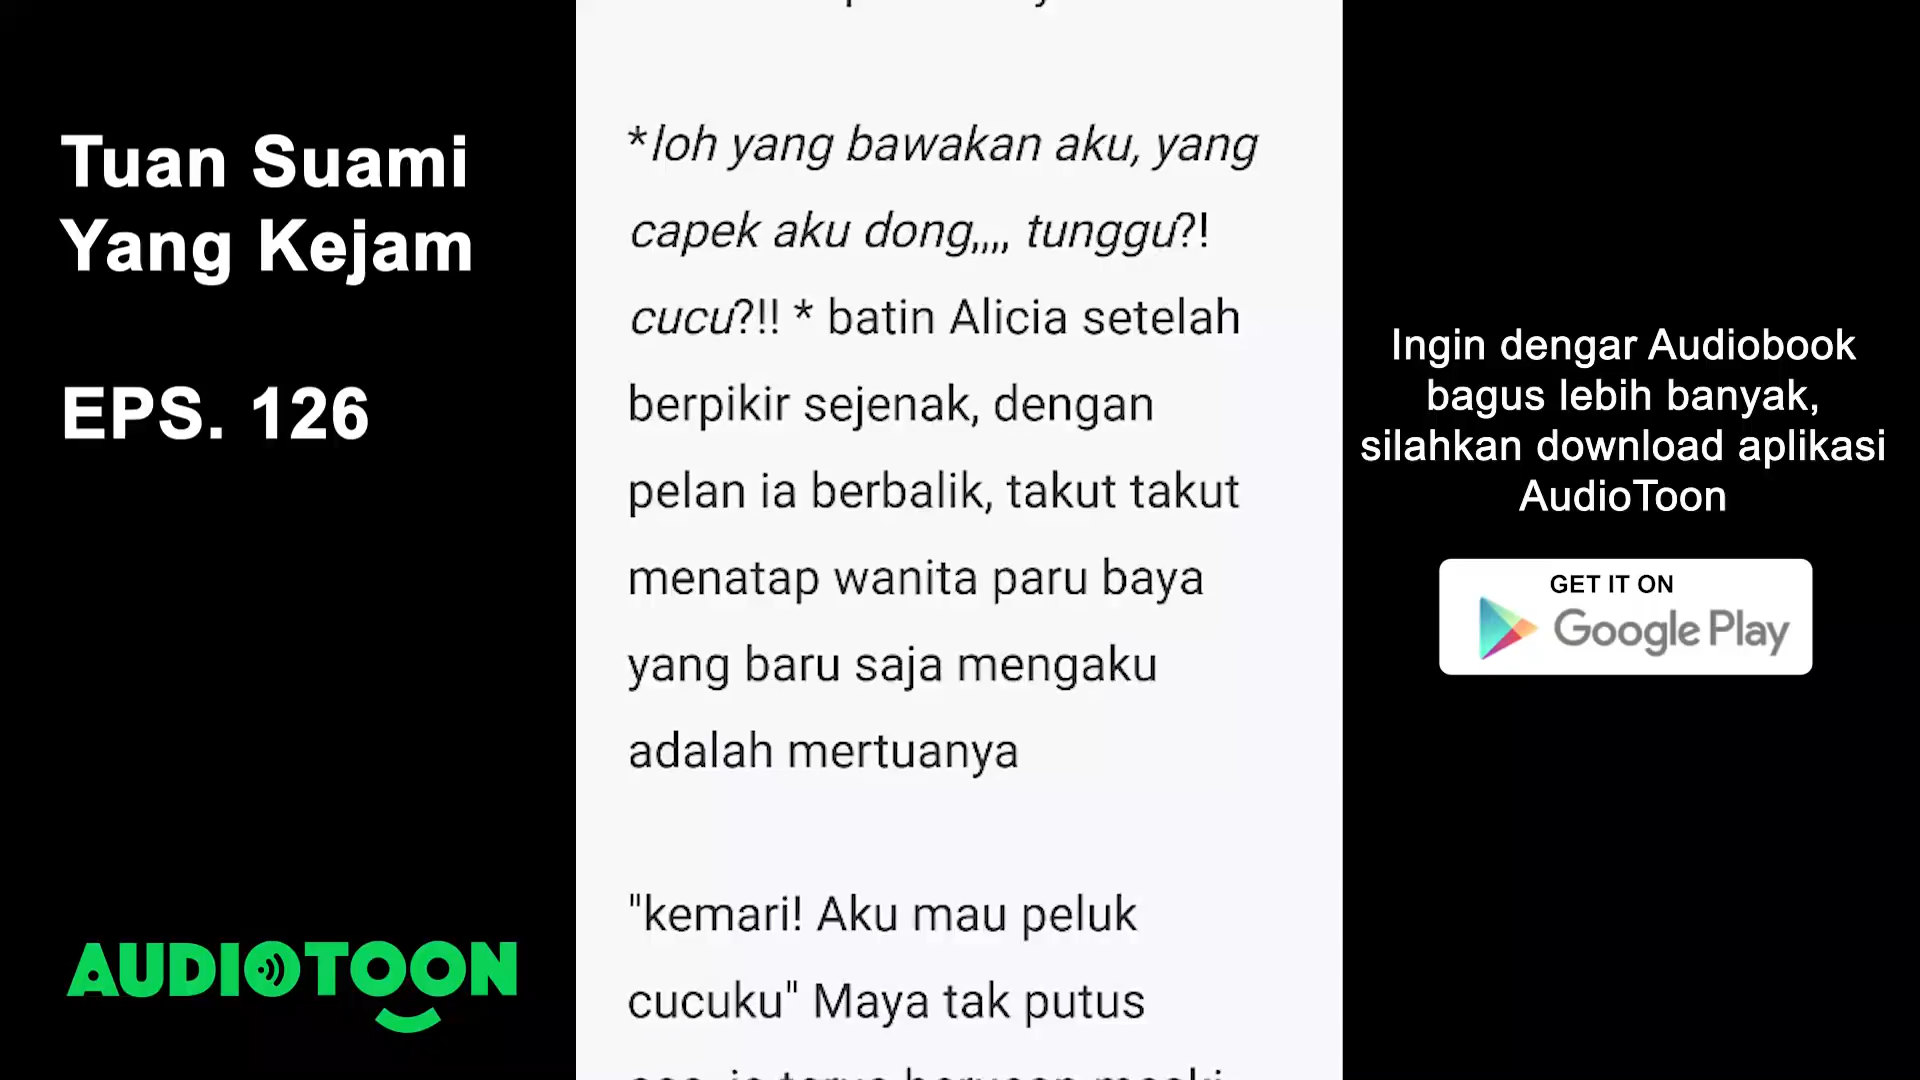 Tuan Suami
Yang Kejam
EPS. 126
AUDIOTOON
*loh yang bawakan aku, yang
capek aku dong,,,, tunggu?!
cucu?!! * batin Alicia setelah
berpikir sejenak, dengan
pelan ia berbalik, takut takut
menatap wanita paru baya
yang baru saja mengaku
adalah mertuanya
"kemari! Aku mau peluk
cucuku" Maya tak putus
Ingin dengar Audiobook
bagus lebih banyak,
silahkan download aplikasi
AudioToon
GET IT ON
Google Play